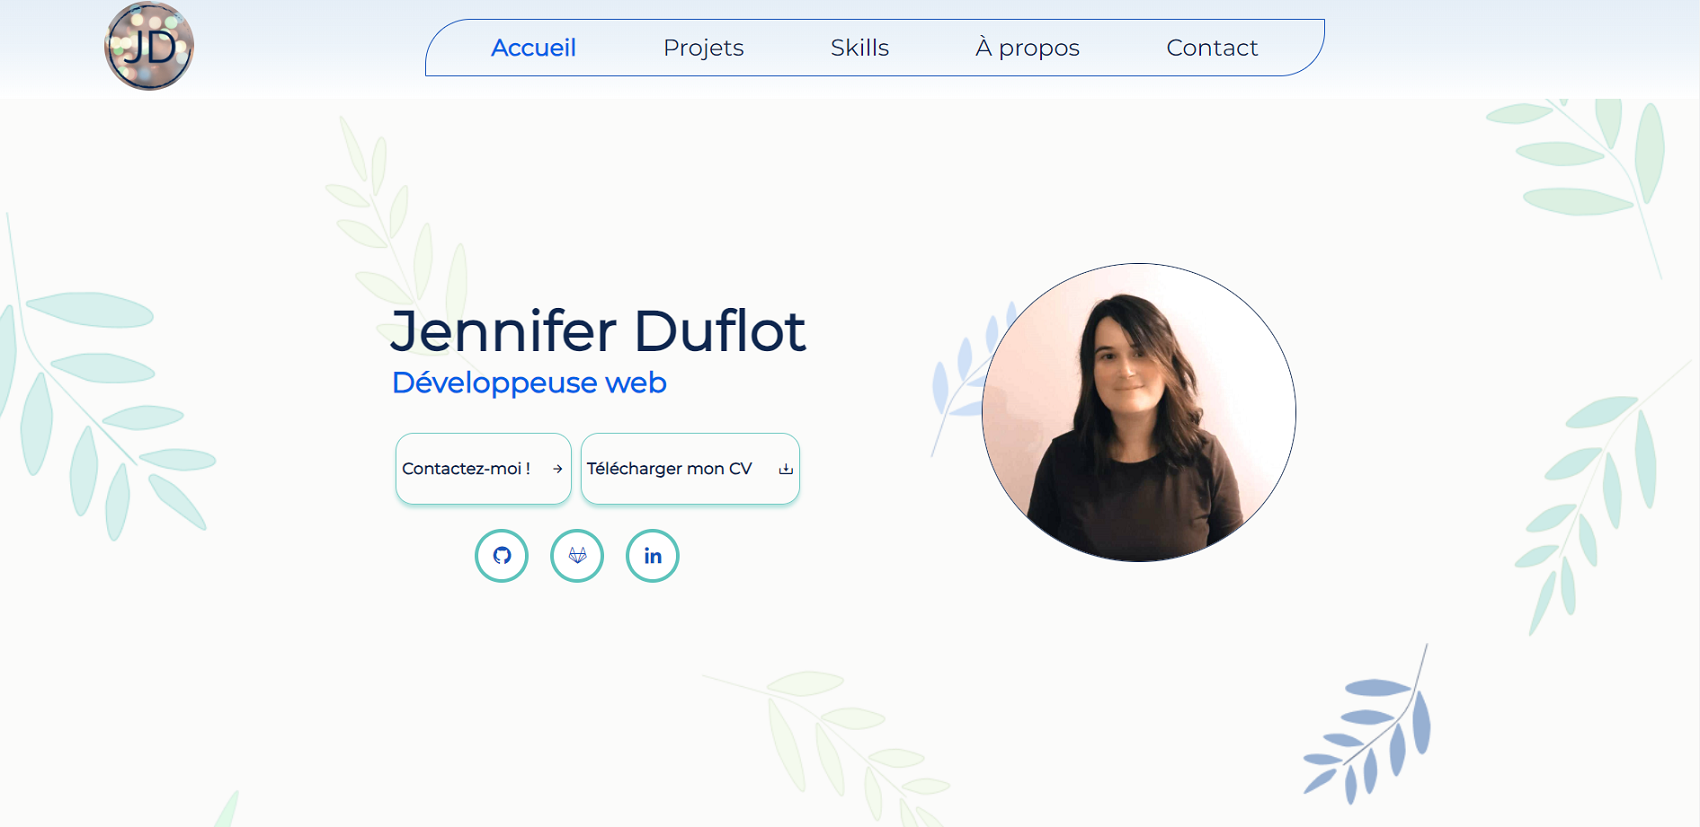 JD
Accueil Projets Skills À propos Contact
Jennifer Duflot
Développeuse web
Contactez-moi ! → Télécharger mon CV
in